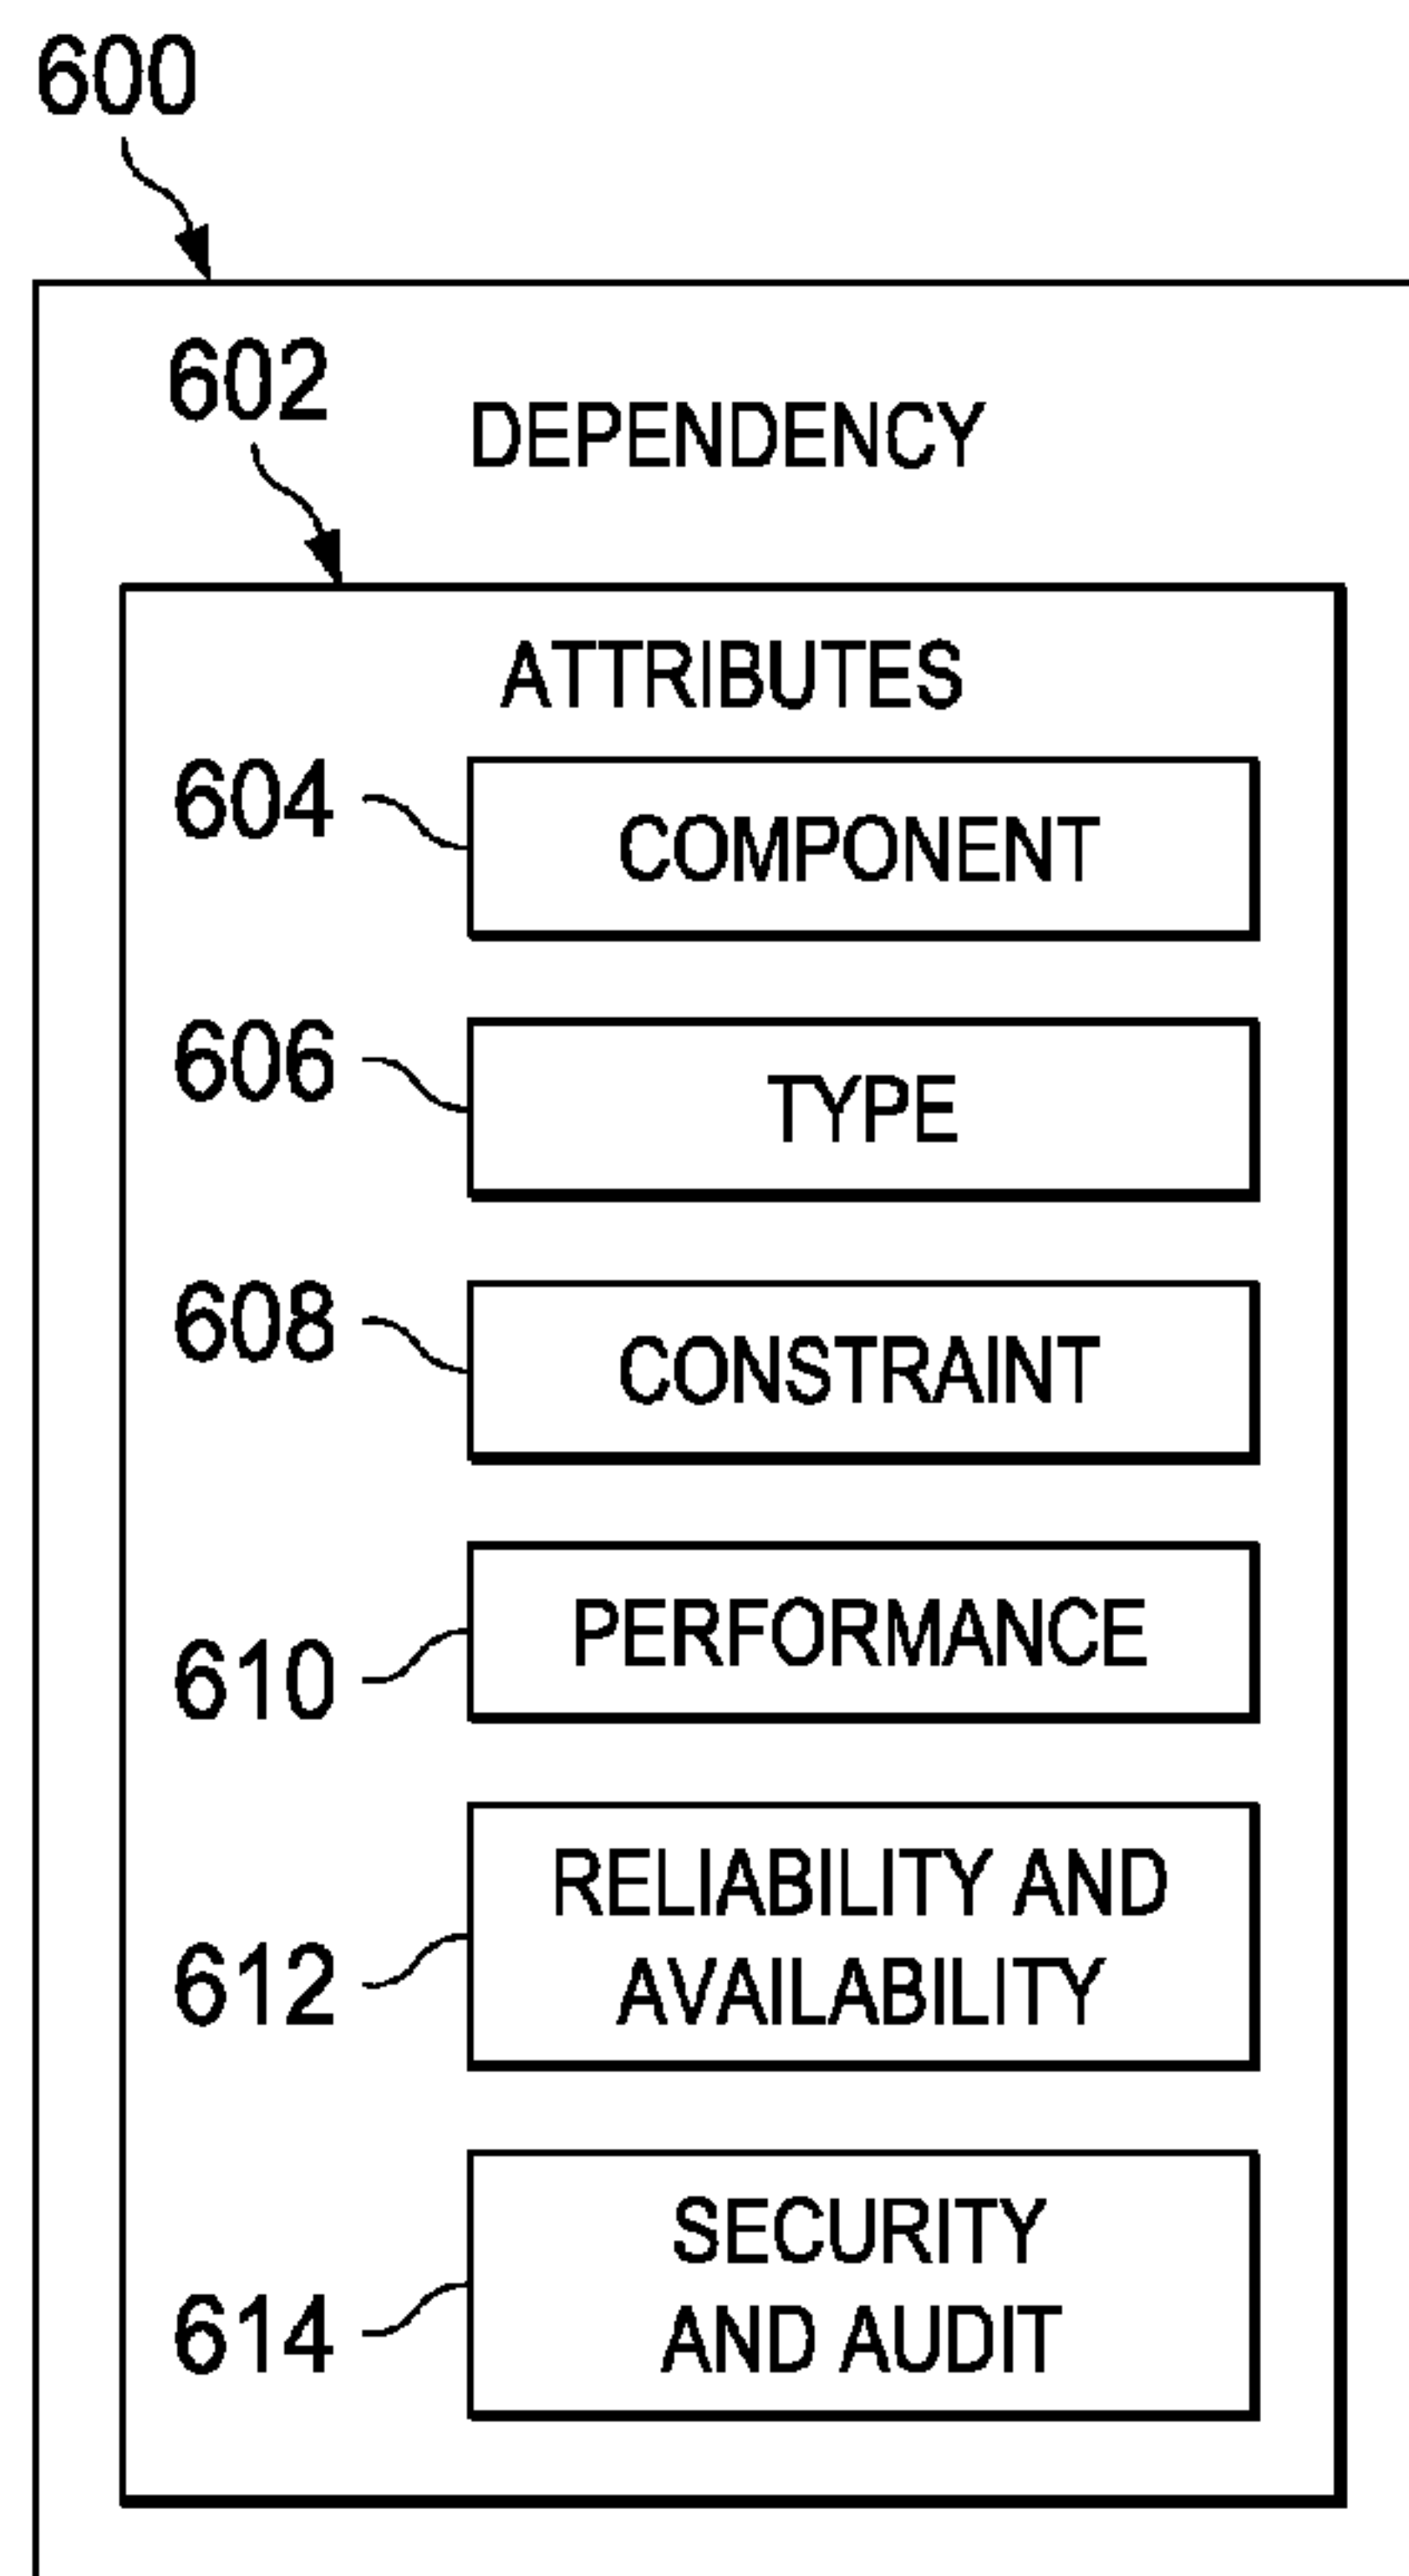 600
602
DEPENDENCY
ATTRIBUTES
604
COMPONENT
606
TYPE
608
CONSTRAINT
610
PERFORMANCE
612
RELIABILITY AND
AVAILABILITY
614
SECURITY
AND AUDIT